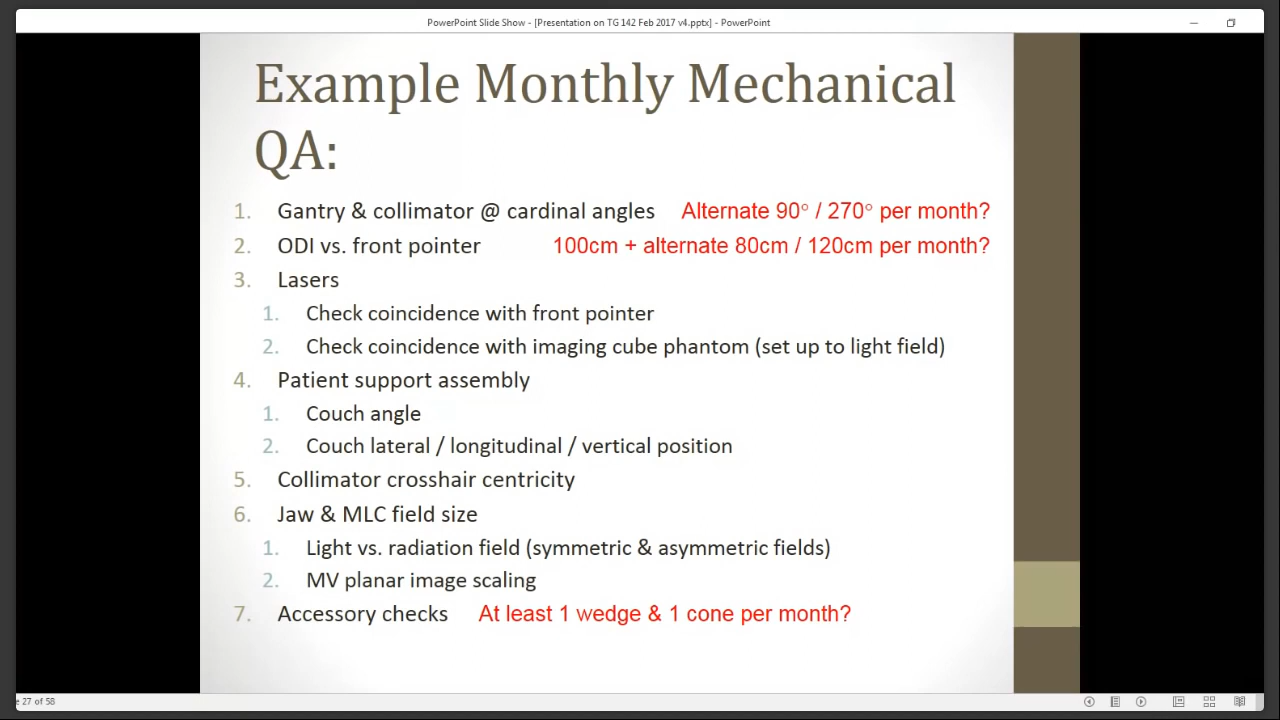 PowerPoint Slide Show - [Presentation on TG 142 Feb 2017 v4.pptx] - PowerPoint
Example Monthly Mechanical
QA:
1. Gantry & collimator @ cardinal angles Alternate 90° / 270° per month?
2. ODI vs. front pointer 100cm + alternate 80cm / 120cm per month?
3. Lasers
1. Check coincidence with front pointer
2. Check coincidence with imaging cube phantom (set up to light field)
4. Patient support assembly
1. Couch angle
2. Couch lateral / longitudinal / vertical position
5. Collimator crosshair centricity
6. Jaw & MLC field size
1. Light vs. radiation field (symmetric & asymmetric fields)
2. MV planar image scaling
7. Accessory checks At least 1 wedge & 1 cone per month?
e 27 of 58